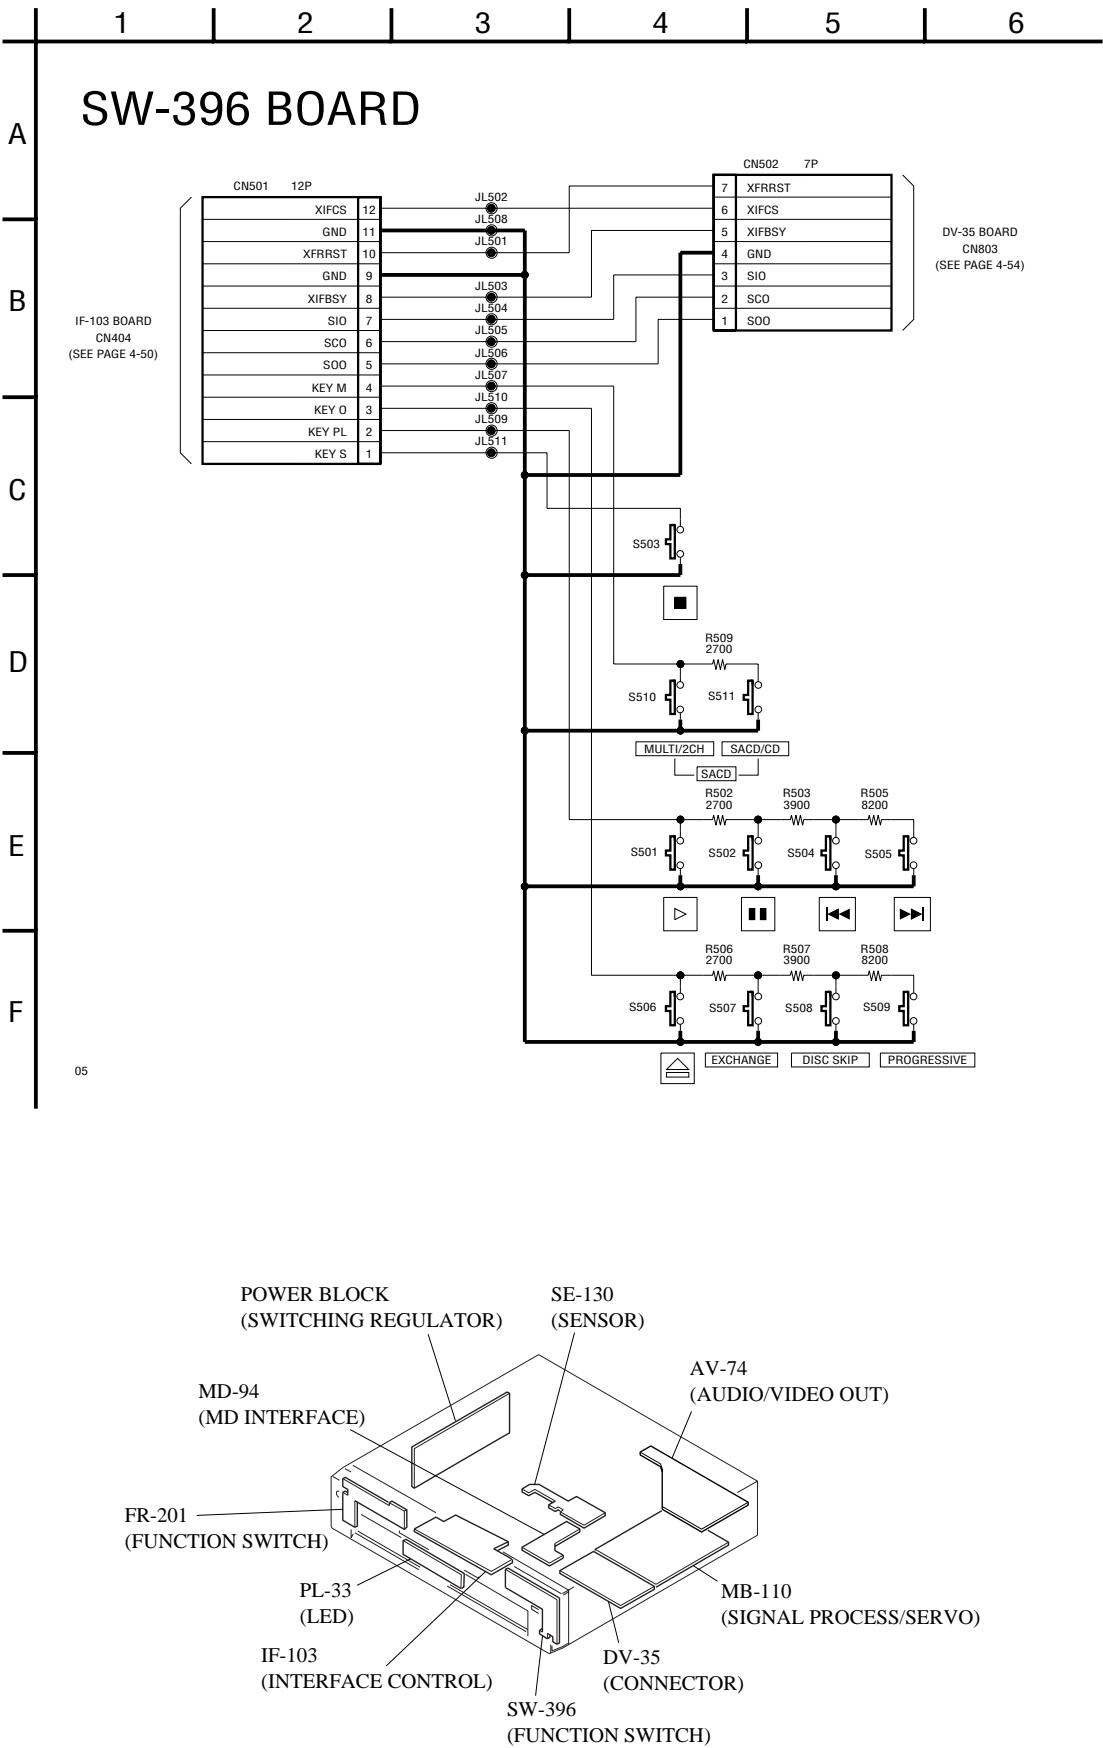 1 2 3 4 5 6
A
B
C
D
E
F
SW-396 BOARD
CN501 12P
XIFCS 12
GND 11
XFRRST 10
GND 9
XIFBSY 8
SIO 7
SCO 6
SOO 5
KEY M 4
KEY O 3
KEY PL 2
KEY S 1
IF-103 BOARD
CN404
(SEE PAGE 4-50)
JL502
JL508
JL501
JL503
JL504
JL505
JL506
JL507
JL510
JL509
JL511
CN502 7P
7 XFRRST
6 XIFCS
5 XIFBSY
4 GND
3 SIO
2 SCO
1 SOO
DV-35 BOARD
CN803
(SEE PAGE 4-54)
S503
R509
2700
S510 S511
MULTI/2CH SACD/CD
SACD
R502 R503 R505
2700 3900 8200
S501 S502 S504 S505
R506 R507 R508
2700 3900 8200
S506 S507 S508 S509
EXCHANGE DISC SKIP PROGRESSIVE
05
POWER BLOCK
(SWITCHING REGULATOR)
SE-130
(SENSOR)
AV-74
(AUDIO/VIDEO OUT)
MD-94
(MD INTERFACE)
FR-201
(FUNCTION SWITCH)
PL-33
(LED)
MB-110
(SIGNAL PROCESS/SERVO)
IF-103
(INTERFACE CONTROL)
DV-35
(CONNECTOR)
SW-396
(FUNCTION SWITCH)